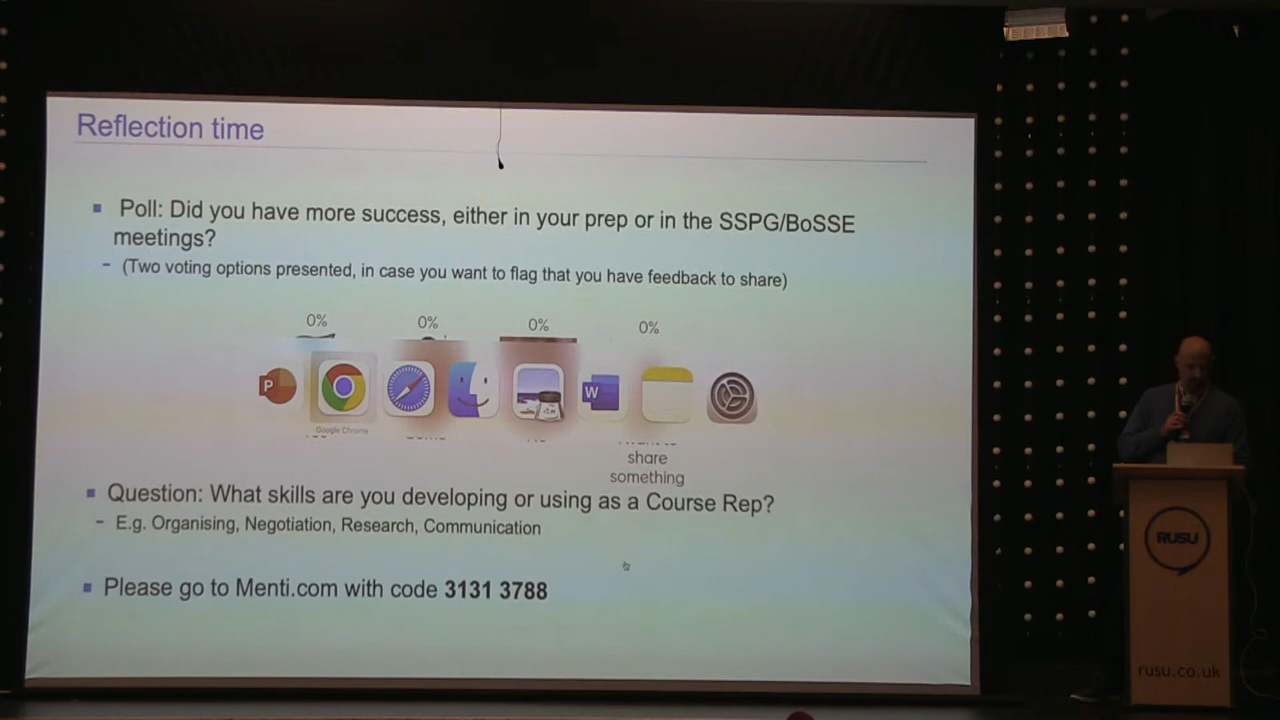 Reflection time
Poll: Did you have more success, either in your prep or in the SSPG/BoSSE
meetings?
(Two voting options presented, in case you want to flag that you have feedback to share)
0% 0% 0% 0%
P
W
Google Chrome
share
something
Question: What skills are you developing or using as a Course Rep?
E.g. Organising, Negotiation, Research, Communication
Please go to Menti.com with code 3131 3788
RUSU
rusu.co.uk